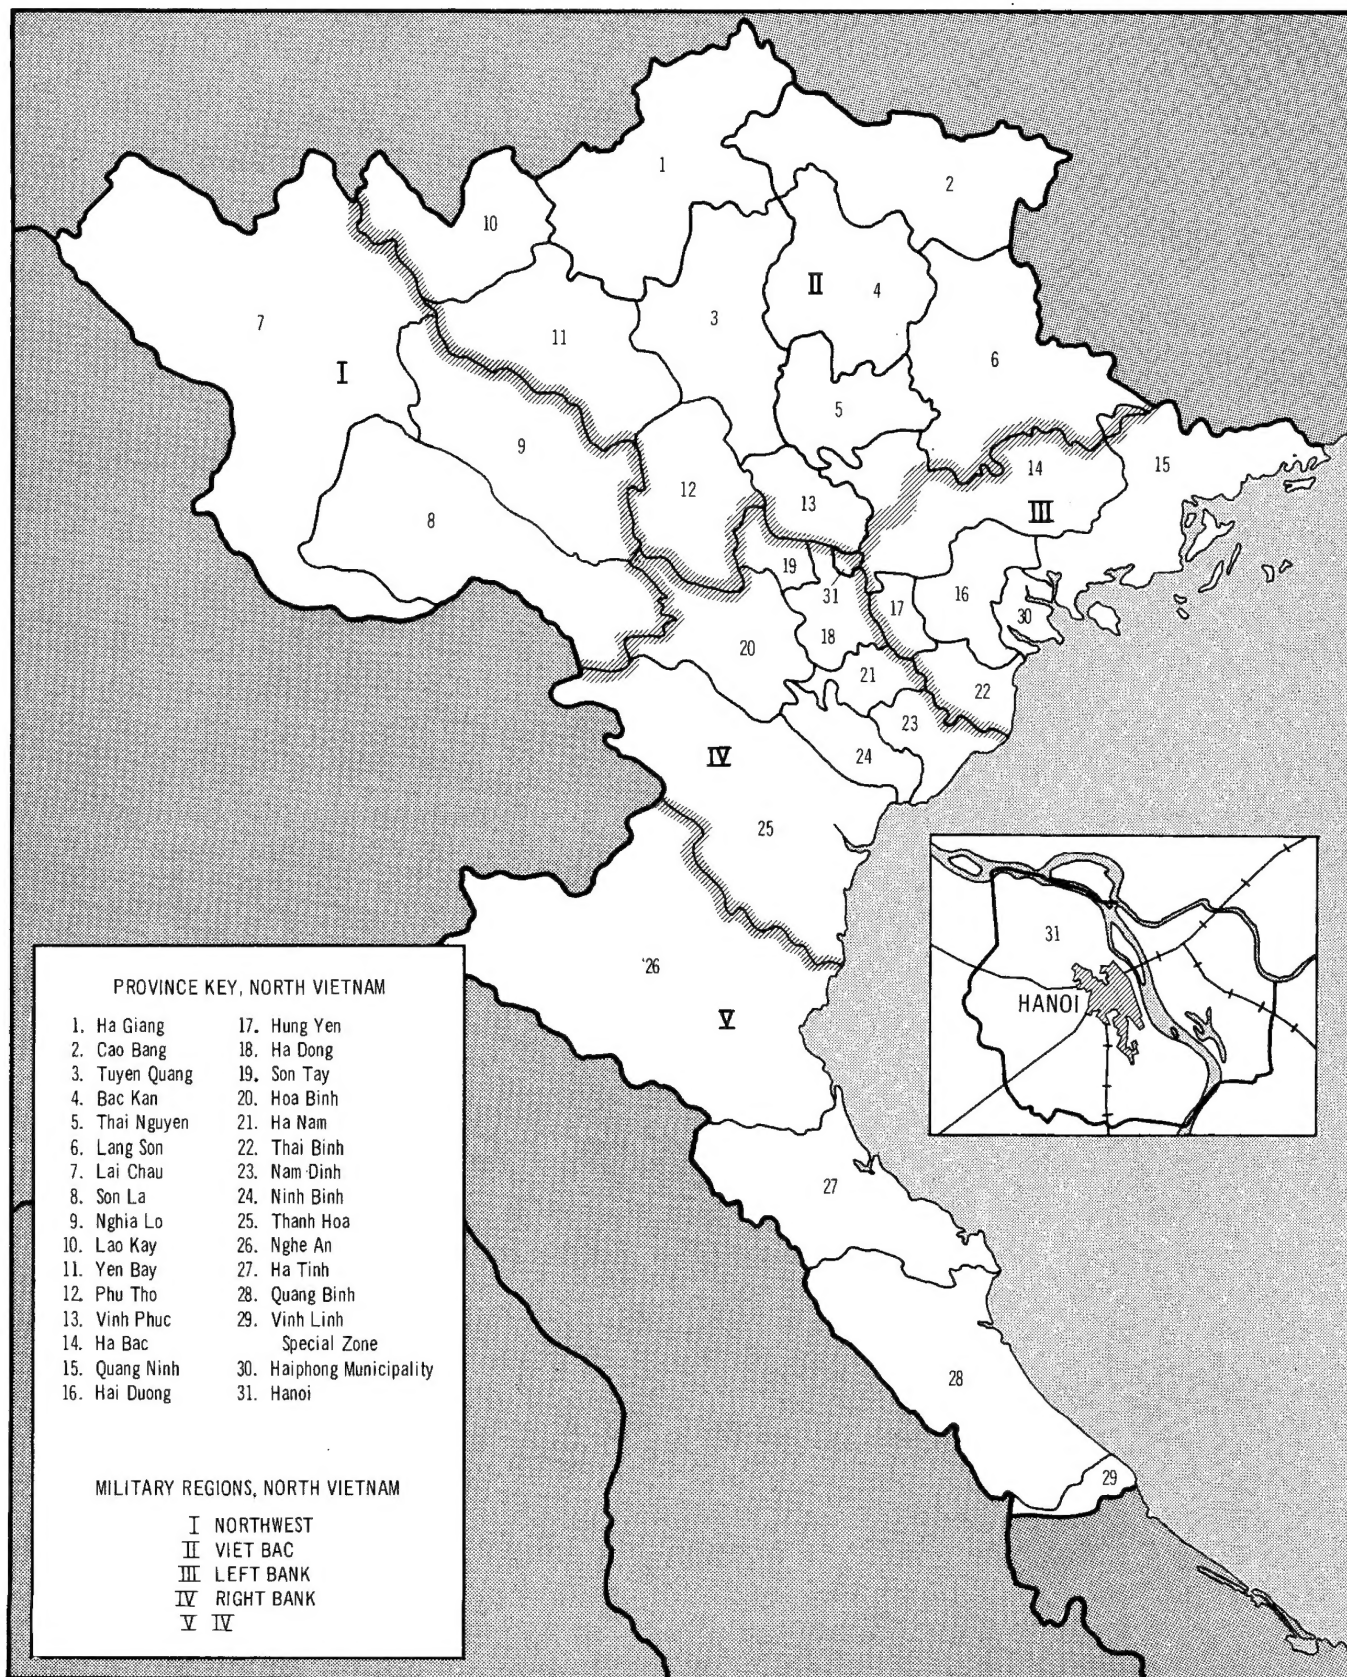 1
2
10
II
4
3
7
11
6
I
5
9
14
15
12
13
8
III
19
31
17
16
30
18
20
21
22
23
IV
24
25
31
HANOI
'26
V
27
28
29
PROVINCE KEY, NORTH VIETNAM
1. Ha Giang
2. Cao Bang
3. Tuyen Quang
4. Bac Kan
5. Thai Nguyen
6. Lang Son
7. Lai Chau
8. Son La
9. Nghia Lo
10. Lao Kay
11. Yen Bay
12. Phu Tho
13. Vinh Phuc
14. Ha Bac
15. Quang Ninh
16. Hai Duong
17. Hung Yen
18. Ha Dong
19. Son Tay
20. Hoa Binh
21. Ha Nam
22. Thai Binh
23. Nam Dinh
24. Ninh Binh
25. Thanh Hoa
26. Nghe An
27. Ha Tinh
28. Quang Binh
29. Vinh Linh
Special Zone
30. Haiphong Municipality
31. Hanoi
MILITARY REGIONS, NORTH VIETNAM
I NORTHWEST
II VIET BAC
III LEFT BANK
IV RIGHT BANK
V IV